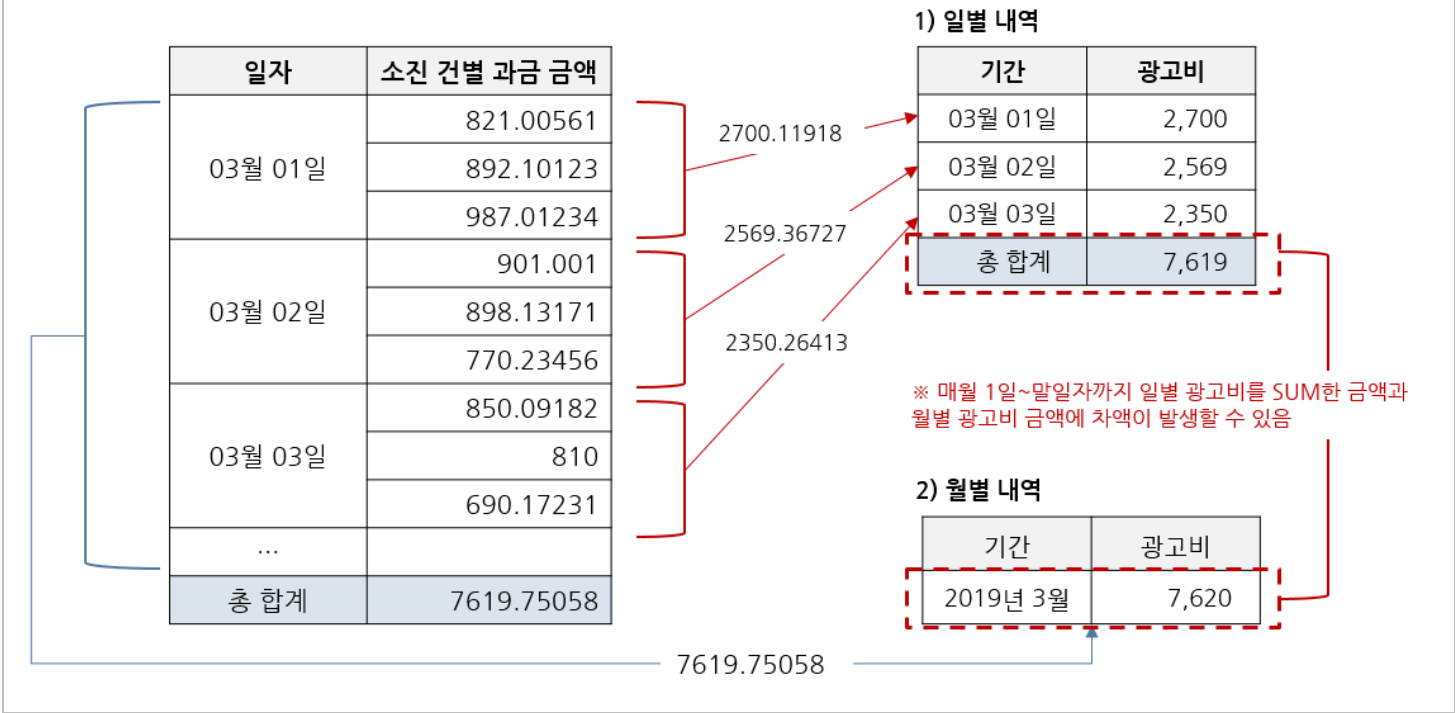 일자 소진 건별 과금 금액
03월 01일
821.00561
892.10123
987.01234
03월 02일
901.001
898.13171
770.23456
03월 03일
850.09182
810
690.17231
...
총 합계 7619.75058
2700.11918
2569.36727
2350.26413
1) 일별 내역
기간 광고비
03월 01일 2,700
03월 02일 2,569
03월 03일 2,350
총 합계 7,619
※ 매월 1일~말일자까지 일별 광고비를 SUM한 금액과
월별 광고비 금액에 차액이 발생할 수 있음
2) 월별 내역
기간 광고비
2019년 3월 7,620
7619.75058